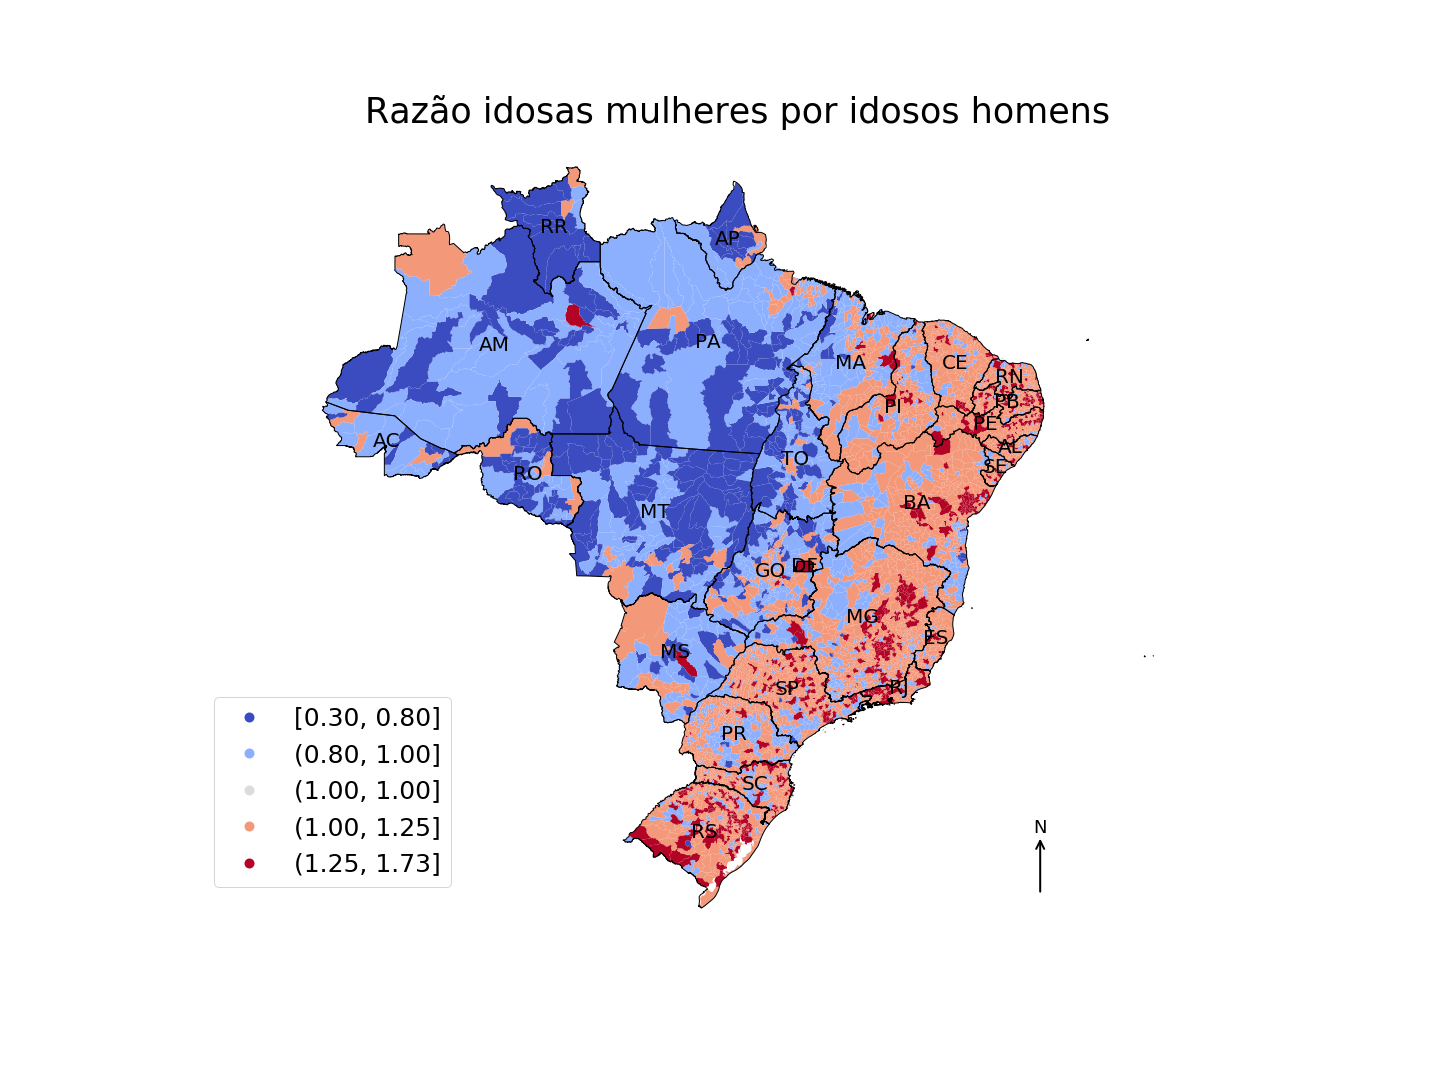 Razão idosas mulheres por idosos homens
RR
AP
AM
PA
MA
CE
RN
PB
PI
PE
AC
AL
TO
SE
RO
BA
MT
GO
DF
MG
ES
MS
SP
RJ
PR
SC
RS
[0.30, 0.80]
(0.80, 1.00]
(1.00, 1.00]
(1.00, 1.25]
(1.25, 1.73]
N